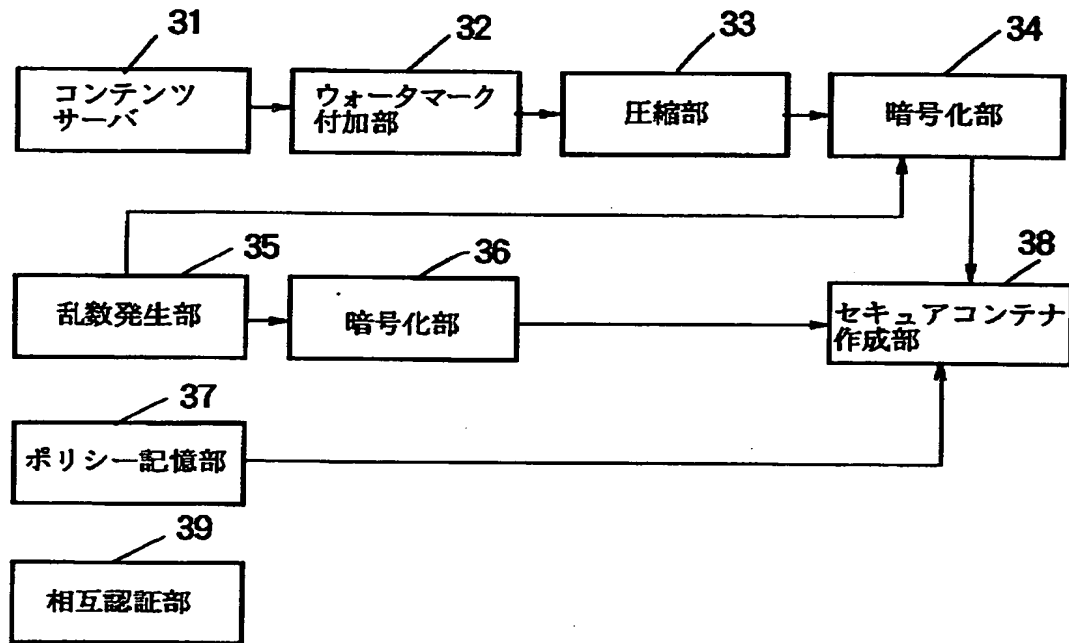 31
32
33
34
コンテンツ
サーバ
ウォータマーク
付加部
圧縮部
暗号化部
35
36
38
乱数発生部
暗号化部
セキュアコンテナ
作成部
37
ポリシー記憶部
39
相互認証部